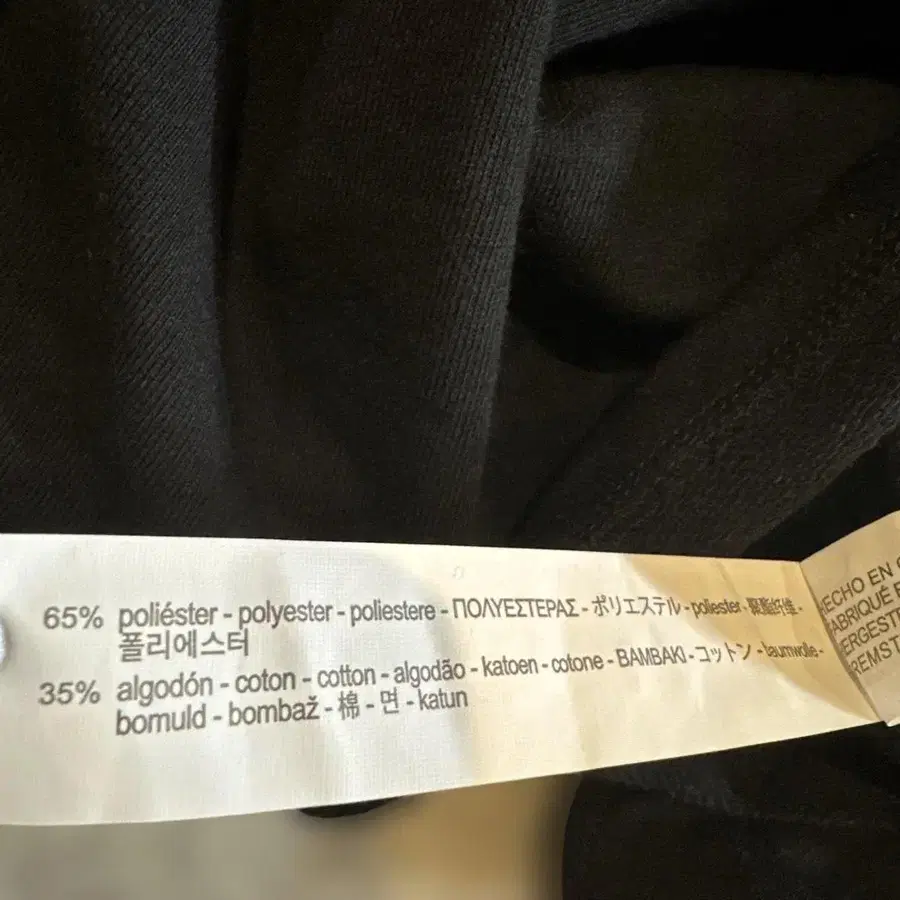 65% poliéster - polyester - poliestere - ΠΟΛΥΕΣΤΕΡΑΣ - ポリエステル - poliester - 聚酯纤维 -
폴리에스터
35% algodón - coton - cotton - algodão - katoen - cotone - BAMBAKI - コットン - baumwolle -
bomuld - bombaž - 棉 - 면 - katun
HECHO EN
FABRIQUÉ